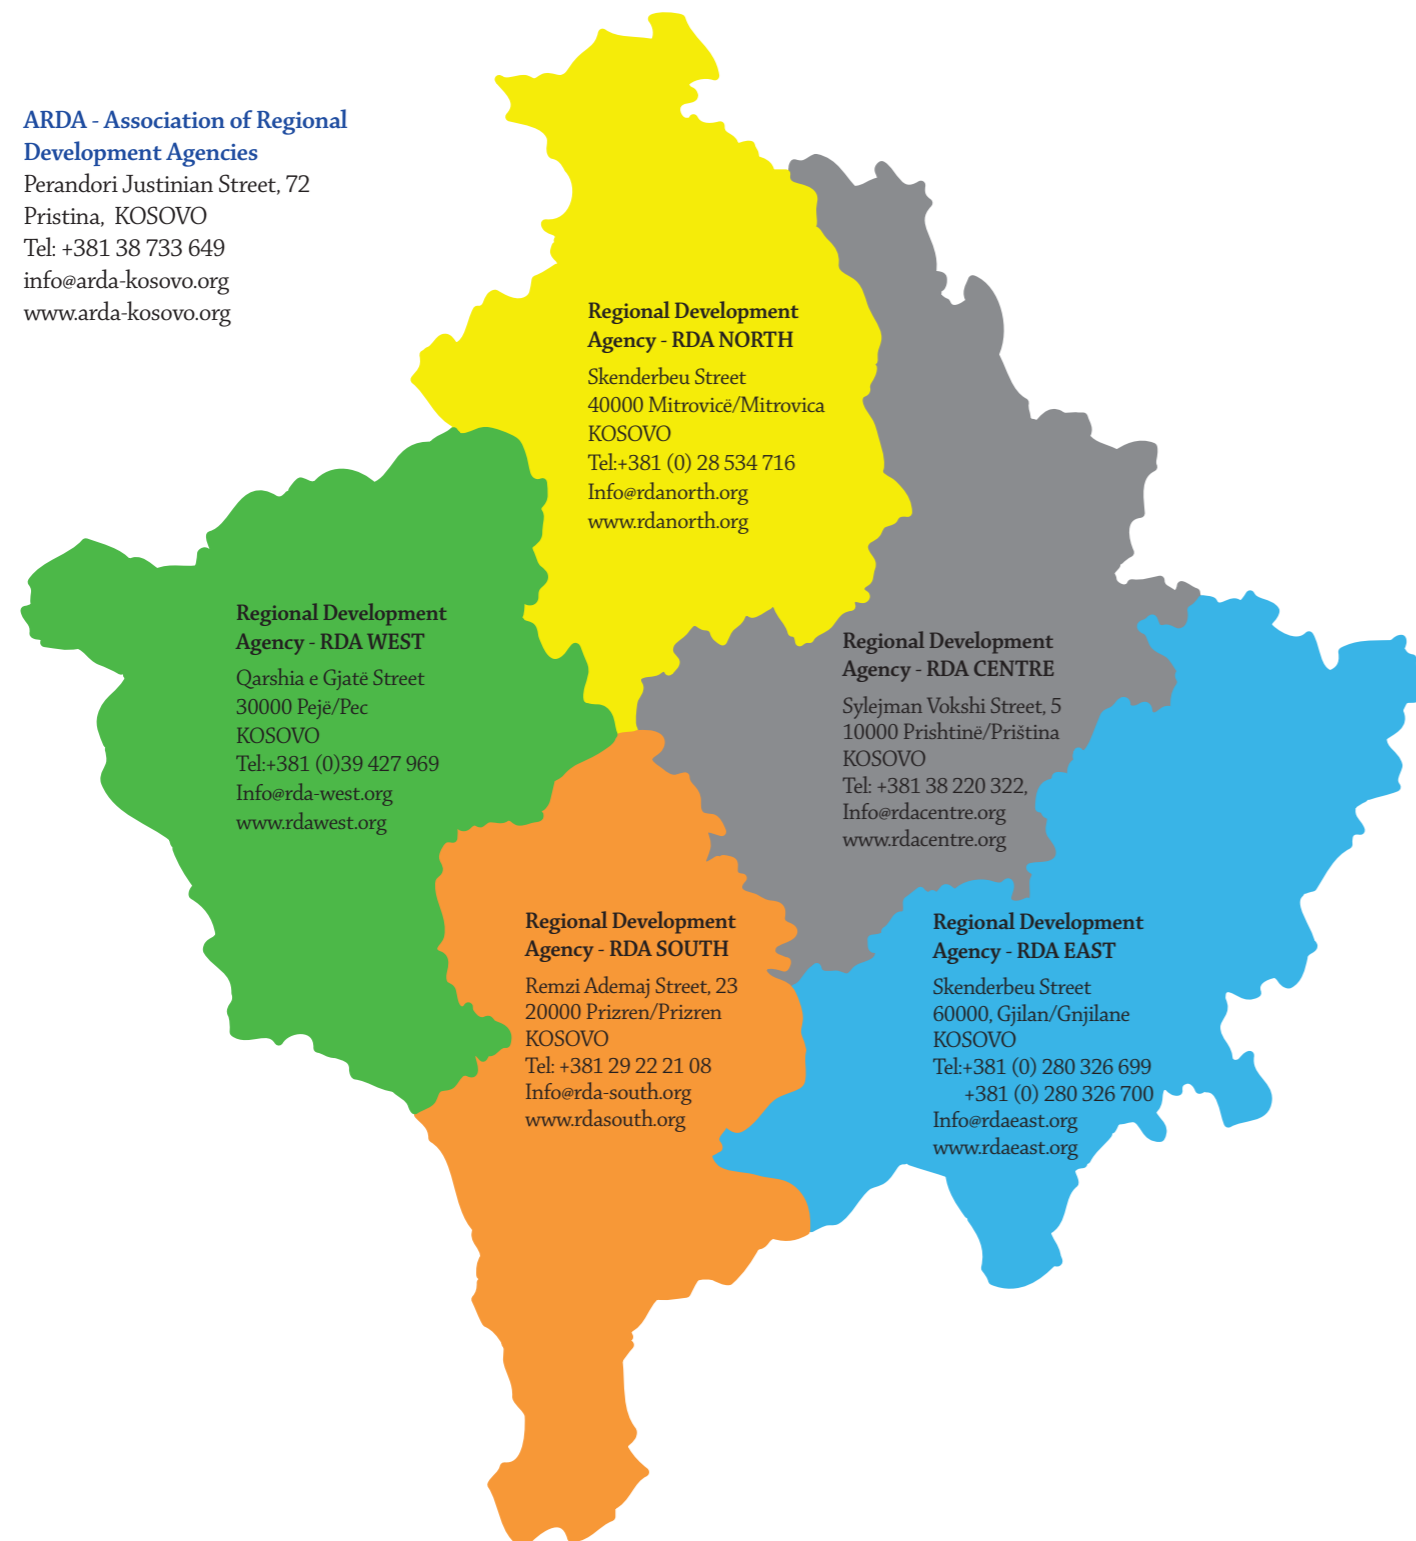 ARDA - Association of Regional
Development Agencies
Perandori Justinian Street, 72
Pristina, KOSOVO
Tel: +381 38 733 649
info@arda-kosovo.org
www.arda-kosovo.org
Regional Development
Agency - RDA NORTH
Skenderbeu Street
40000 Mitrovicë/Mitrovica
KOSOVO
Tel:+381 (0) 28 534 716
Info@rdanorth.org
www.rdanorth.org
Regional Development
Agency - RDA WEST
Qarshia e Gjatë Street
30000 Pejë/Pec
KOSOVO
Tel:+381 (0)39 427 969
Info@rda-west.org
www.rdawest.org
Regional Development
Agency - RDA CENTRE
Sylejman Vokshi Street, 5
10000 Prishtinë/Priština
KOSOVO
Tel: +381 38 220 322,
Info@rdacentre.org
www.rdacentre.org
Regional Development
Agency - RDA SOUTH
Remzi Ademaj Street, 23
20000 Prizren/Prizren
KOSOVO
Tel: +381 29 22 21 08
Info@rda-south.org
www.rdasouth.org
Regional Development
Agency - RDA EAST
Skenderbeu Street
60000, Gjilan/Gnjilane
KOSOVO
Tel:+381 (0) 280 326 699
+381 (0) 280 326 700
Info@rdaeast.org
www.rdaeast.org